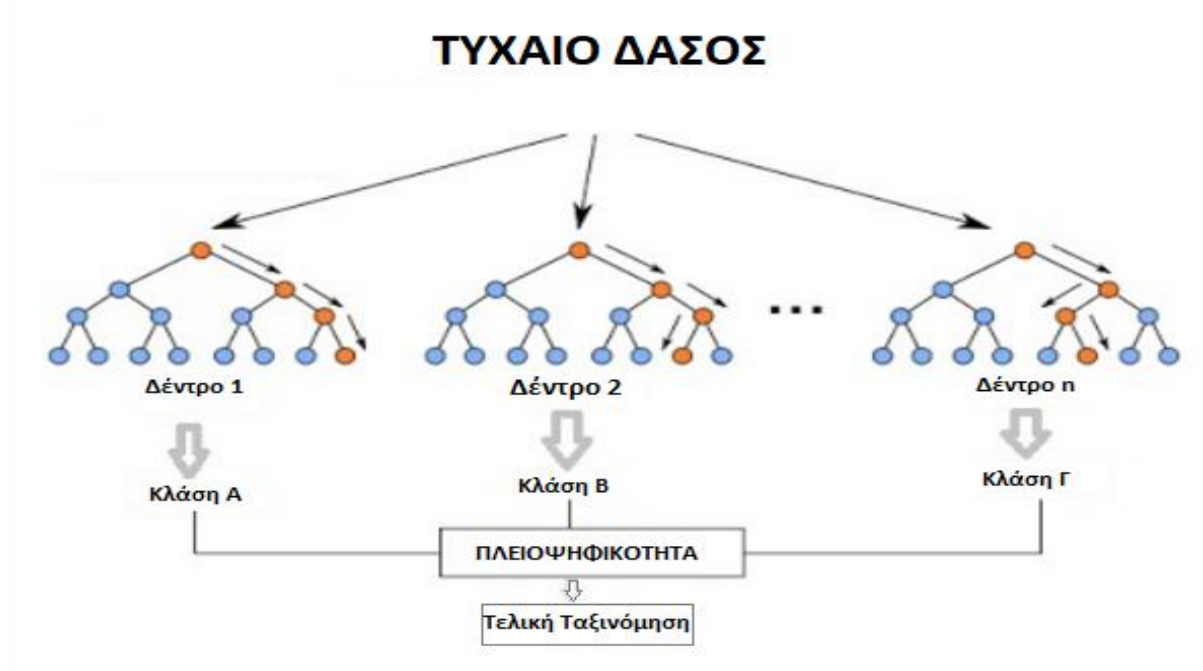 ΤΥΧΑΙΟ ΔΑΣΟΣ
...
Δέντρο 1
Δέντρο 2
Δέντρο n
Κλάση Α
Κλάση Β
Κλάση Γ
ΠΛΕΙΟΨΗΦΙΚΟΤΗΤΑ
Τελική Ταξινόμηση